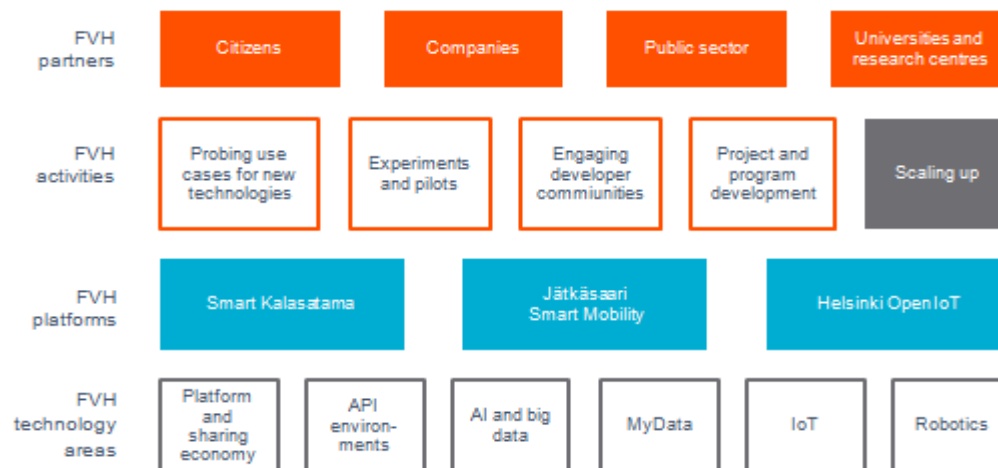 FVH
partners
Citizens
Companies
Public sector
Universities and
research centres
FVH
activities
Probing use
cases for new
technologies
Experiments
and pilots
Engaging
developer
commiunities
Project and
program
development
Scaling up
FVH
platforms
Smart Kalasatama
Jätkäsaari
Smart Mobility
Helsinki Open IoT
FVH
technology
areas
Platform
and
sharing
economy
API
environ-
ments
AI and big
data
MyData
IoT
Robotics